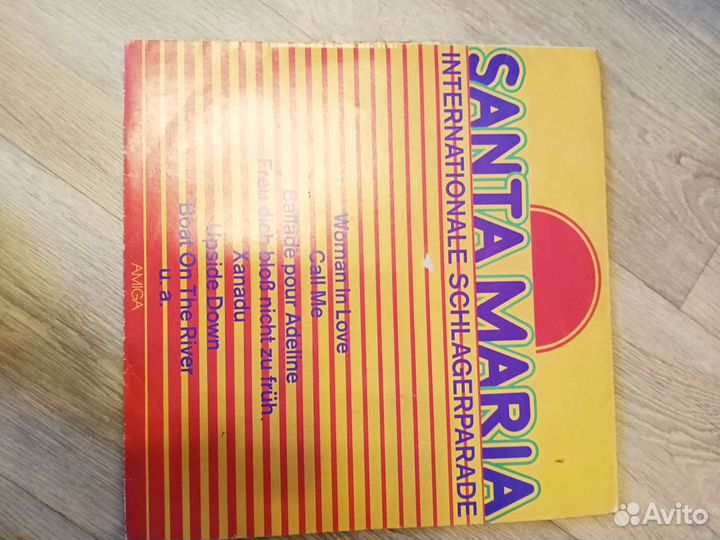 SANTA MARIA
INTERNATIONALE SCHLAGERPARADE
Woman in Love
Call Me
Ballade pour Adeline
Freu dich bloß nicht zu früh.
Xanadu
Upside Down
Boat On The River
u. a.
AMIGA
Avito